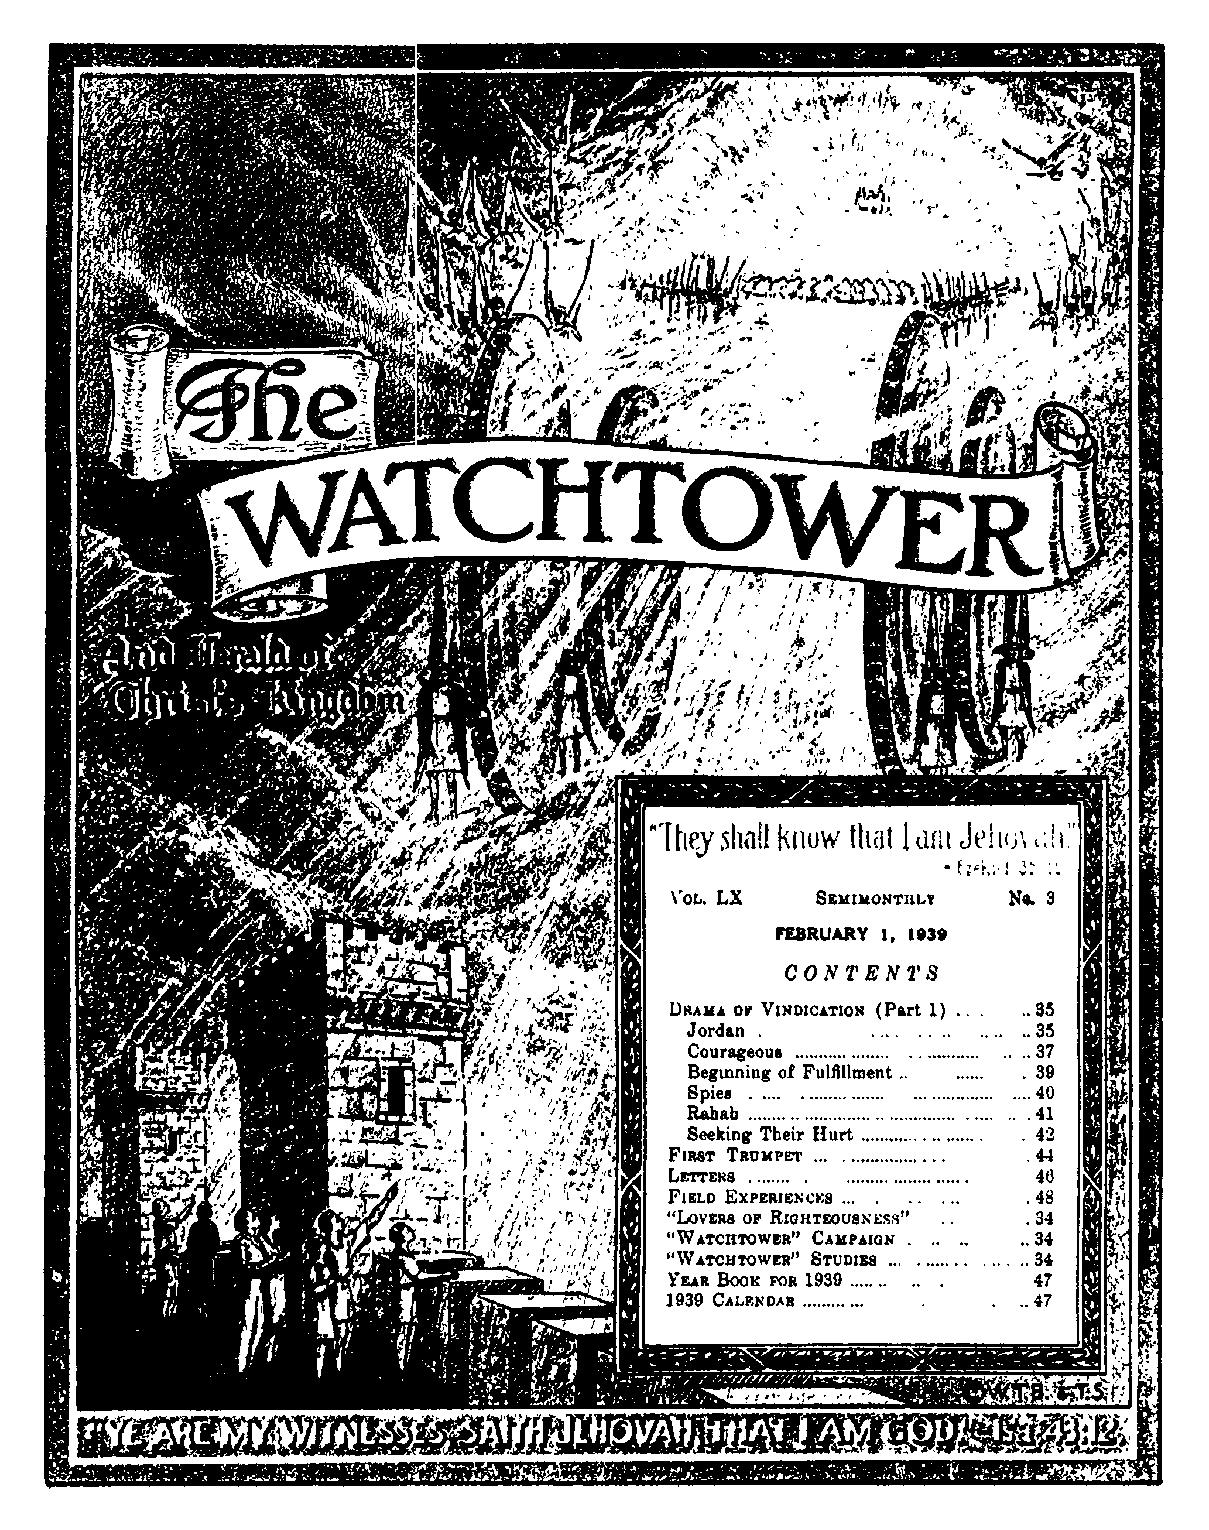 The
WATCHTOWER
And Herald of
Christ's Kingdom
"They shall know that I am Jehovah."
VOL. LX SEMIMONTHLY No. 3
FEBRUARY 1, 1939
CONTENTS
DRAMA OF VINDICATION (Part 1) . . . .. 35
Jordan . .... . .. .. .... ... 35
Courageous .................. . ............ .. .. 37
Beginning of Fulfillment .. ...... . 39
Spies . .... . ............... ............... .... 40
Rahab ........................................ . .... .. . 41
Seeking Their Hurt ........... .. ........ . 42
FIRST TRUMPET ... . .............. . . . . 44
LETTERS ........ . ....................... 46
FIELD EXPERIENCES ... . .. ... . 48
"LOVERS OF RIGHTEOUSNESS" . . . 34
"WATCHTOWER" CAMPAIGN . .. .. .. 34
"WATCHTOWER" STUDIES ... ....... . .... .. 34
YEAR BOOK FOR 1939 ...... .. . 47
1939 CALENDAR ............ . . .. 47
W.T.B. & T.S.
"YE ARE MY WITNESSES, SAITH JEHOVAH, THAT I AM GOD." - Isa. 43:12